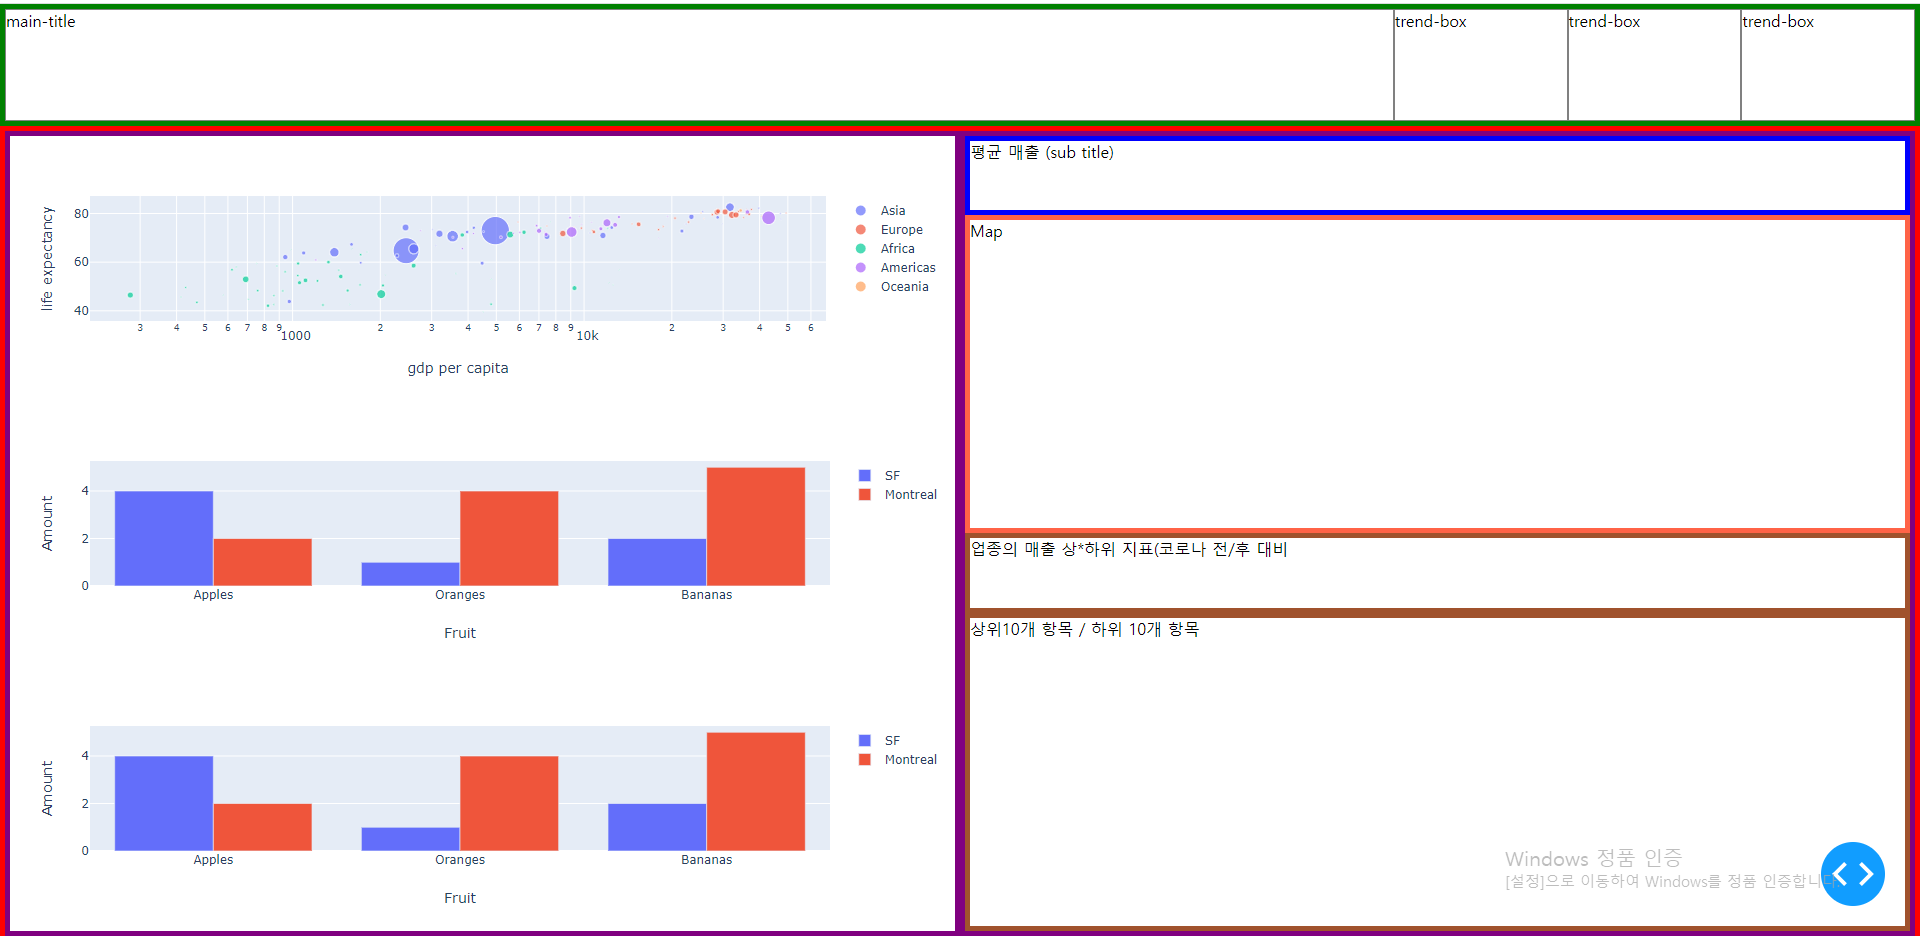 main-title
trend-box
trend-box
trend-box
life expectancy
80
60
40
3 4 5 6 7 8 9 1000 2 3 4 5 6 7 8 9 10k 2 3 4 5 6
gdp per capita
Asia
Europe
Africa
Americas
Oceania
Amount
4
2
0
Apples Oranges Bananas
Fruit
SF
Montreal
Amount
4
2
0
Apples Oranges Bananas
Fruit
SF
Montreal
평균 매출 (sub title)
Map
업종의 매출 상*하위 지표(코로나 전/후 대비
상위10개 항목 / 하위 10개 항목
Windows 정품 인증
[설정]으로 이동하여 Windows를 정품 인증합니다.